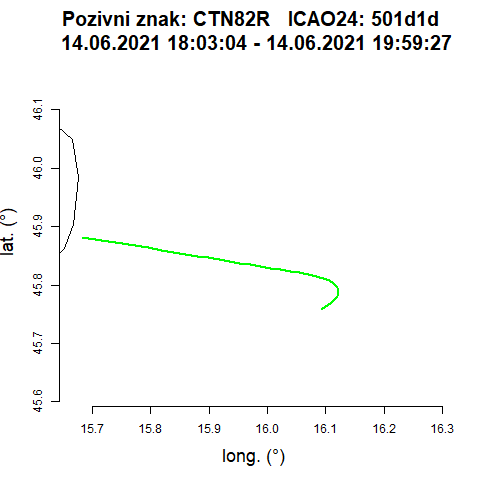 Pozivni znak: CTN82R   ICAO24: 501d1d
14.06.2021 18:03:04 - 14.06.2021 19:59:27
46.1
46.0
45.9
45.8
45.7
45.6
lat. (°)
15.7 15.8 15.9 16.0 16.1 16.2 16.3
long. (°)